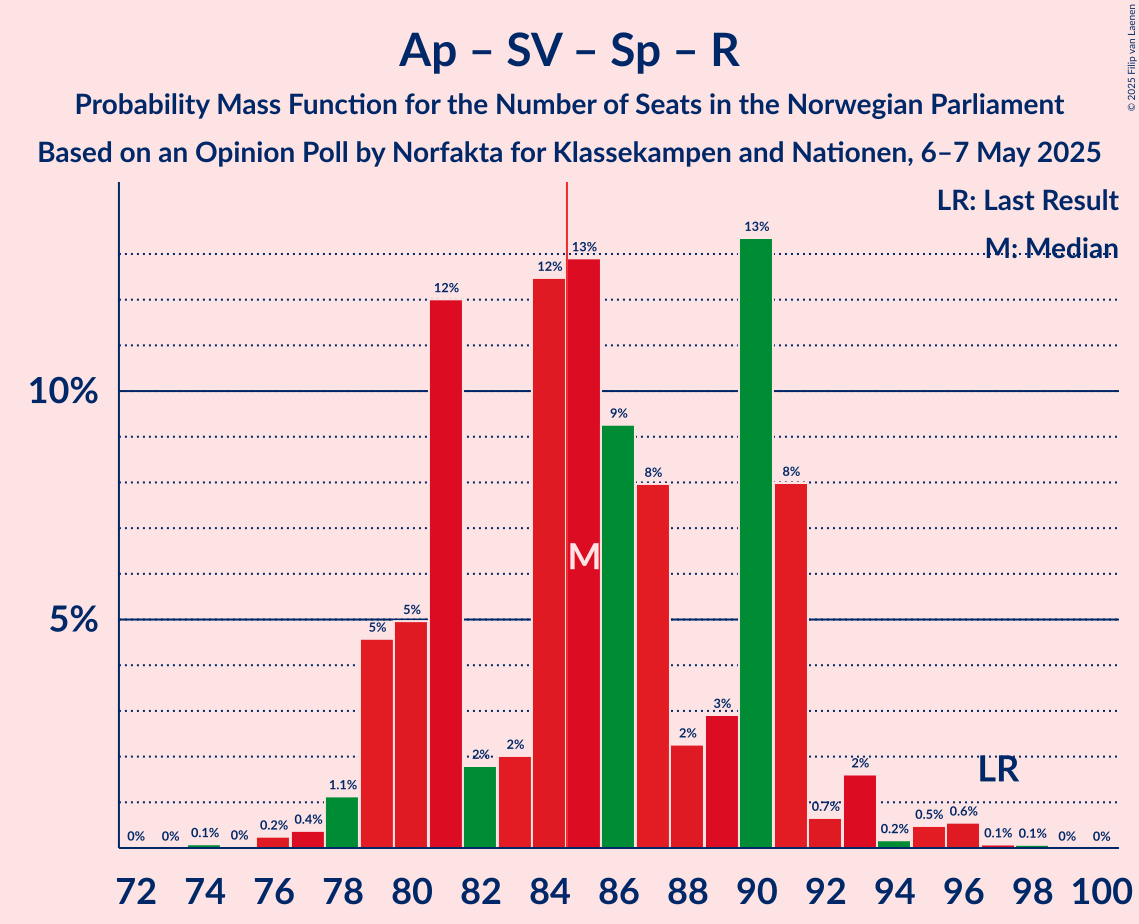 Ap – SV – Sp – R
Probability Mass Function for the Number of Seats in the Norwegian Parliament
Based on an Opinion Poll by Norfakta for Klassekampen and Nationen, 6–7 May 2025
© 2025 Filip van Laenen
LR: Last Result
M: Median
10%
5%
0% 0% 0.1% 0% 0.2% 0.4% 1.1% 5% 5% 12% 2% 2% 12% 13% 9% 8% 2% 3% 13% 8% 0.7% 2% 0.2% 0.5% 0.6% 0.1% 0.1% 0% 0%
M
LR
72 74 76 78 80 82 84 86 88 90 92 94 96 98 100